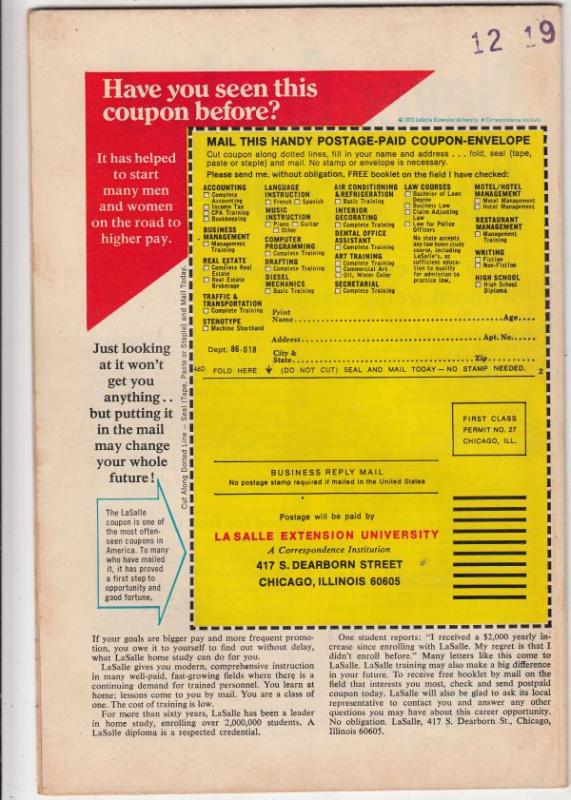 12 19
Have you seen this
coupon before?
© 1973 LaSalle Extension University, A Correspondence Institution
It has helped
to start
many men
and women
on the road to
higher pay.
MAIL THIS HANDY POSTAGE-PAID COUPON-ENVELOPE
Cut coupon along dotted lines, fill in your name and address . . . fold, seal (tape,
paste or staple) and mail. No stamp or envelope is necessary.
Please send me, without obligation, FREE booklet on the field I have checked:
ACCOUNTING
Complete
Accounting
Income Tax
CPA Training
Bookkeeping
BUSINESS
MANAGEMENT
Management
Training
REAL ESTATE
Complete Real
Estate
Real Estate
Brokerage
TRAFFIC &
TRANSPORTATION
Complete Training
STENOTYPE
Machine Shorthand
LANGUAGE
INSTRUCTION
French Spanish
MUSIC
INSTRUCTION
Piano Guitar
Other
COMPUTER
PROGRAMMING
Complete Training
DRAFTING
Complete Training
DIESEL
MECHANICS
Basic Training
AIR CONDITIONING
& REFRIGERATION
Basic Training
INTERIOR
DECORATING
Complete Training
DENTAL OFFICE
ASSISTANT
Complete Training
ART TRAINING
Complete Training
Commercial Art
Oil, Water Color
SECRETARIAL
Complete Training
LAW COURSES
Bachelor of Laws
Degree
Business Law
Claim Adjusting
Law
Law for Police
Officers
No state accepts
any law home study
course, including
LaSalle's, as
sufficient educa-
tion to qualify
for admission to
practice law.
MOTEL/HOTEL
MANAGEMENT
Motel Management
Hotel Management
RESTAURANT
MANAGEMENT
Management
Training
WRITING
Fiction
Non-Fiction
HIGH SCHOOL
High School
Diploma
Print
Name Age
Address Apt. No.
Dept. 86-018
City &
State Zip
46D FOLD HERE (DO NOT CUT) SEAL AND MAIL TODAY — NO STAMP NEEDED. 2
Cut Along Dotted Line — Seal (Tape, Paste or Staple) and Mail Today.
Just looking
at it won't
get you
anything . .
but putting it
in the mail
may change
your whole
future!
FIRST CLASS
PERMIT NO. 27
CHICAGO, ILL.
BUSINESS REPLY MAIL
No postage stamp required if mailed in the United States
Postage will be paid by
LA SALLE EXTENSION UNIVERSITY
A Correspondence Institution
417 S. DEARBORN STREET
CHICAGO, ILLINOIS 60605
The LaSalle
coupon is one of
the most often-
seen coupons in
America. To many
who have mailed
it, it has proved
a first step to
opportunity and
good fortune.
If your goals are bigger pay and more frequent promo-
tion, you owe it to yourself to find out without delay,
what LaSalle home study can do for you.
LaSalle gives you modern, comprehensive instruction
in many well-paid, fast-growing fields where there is a
continuing demand for trained personnel. You learn at
home; lessons come to you by mail. You are a class of
one. The cost of training is low.
For more than sixty years, LaSalle has been a leader
in home study, enrolling over 2,000,000 students. A
LaSalle diploma is a respected credential.
One student reports: "I received a $2,000 yearly in-
crease since enrolling with LaSalle. My regret is that I
didn't enroll before." Many letters like this come to
LaSalle. LaSalle training may also make a big difference
in your future. To receive free booklet by mail on the
field that interests you most, check and send postpaid
coupon today. LaSalle will also be glad to ask its local
representative to contact you and answer any other
questions you may have about this career opportunity.
No obligation. LaSalle, 417 S. Dearborn St., Chicago,
Illinois 60605.